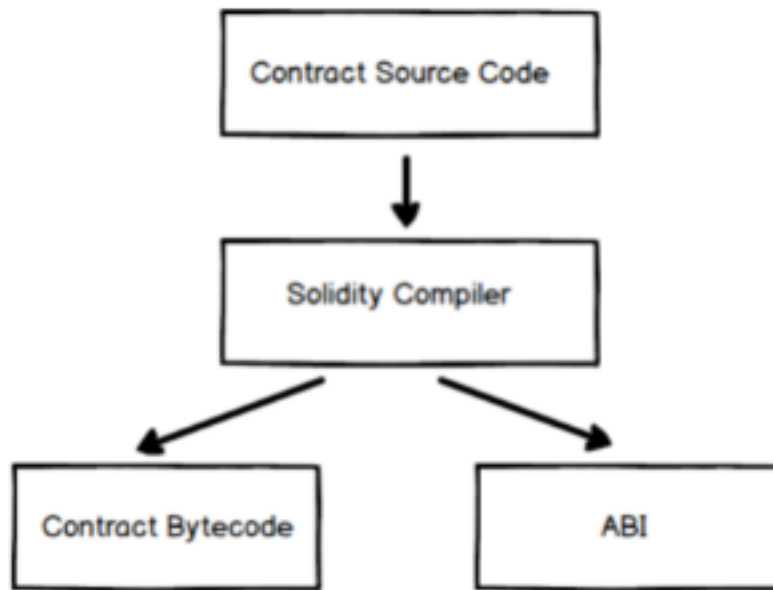 Contract Source Code
Solidity Compiler
Contract Bytecode
ABI